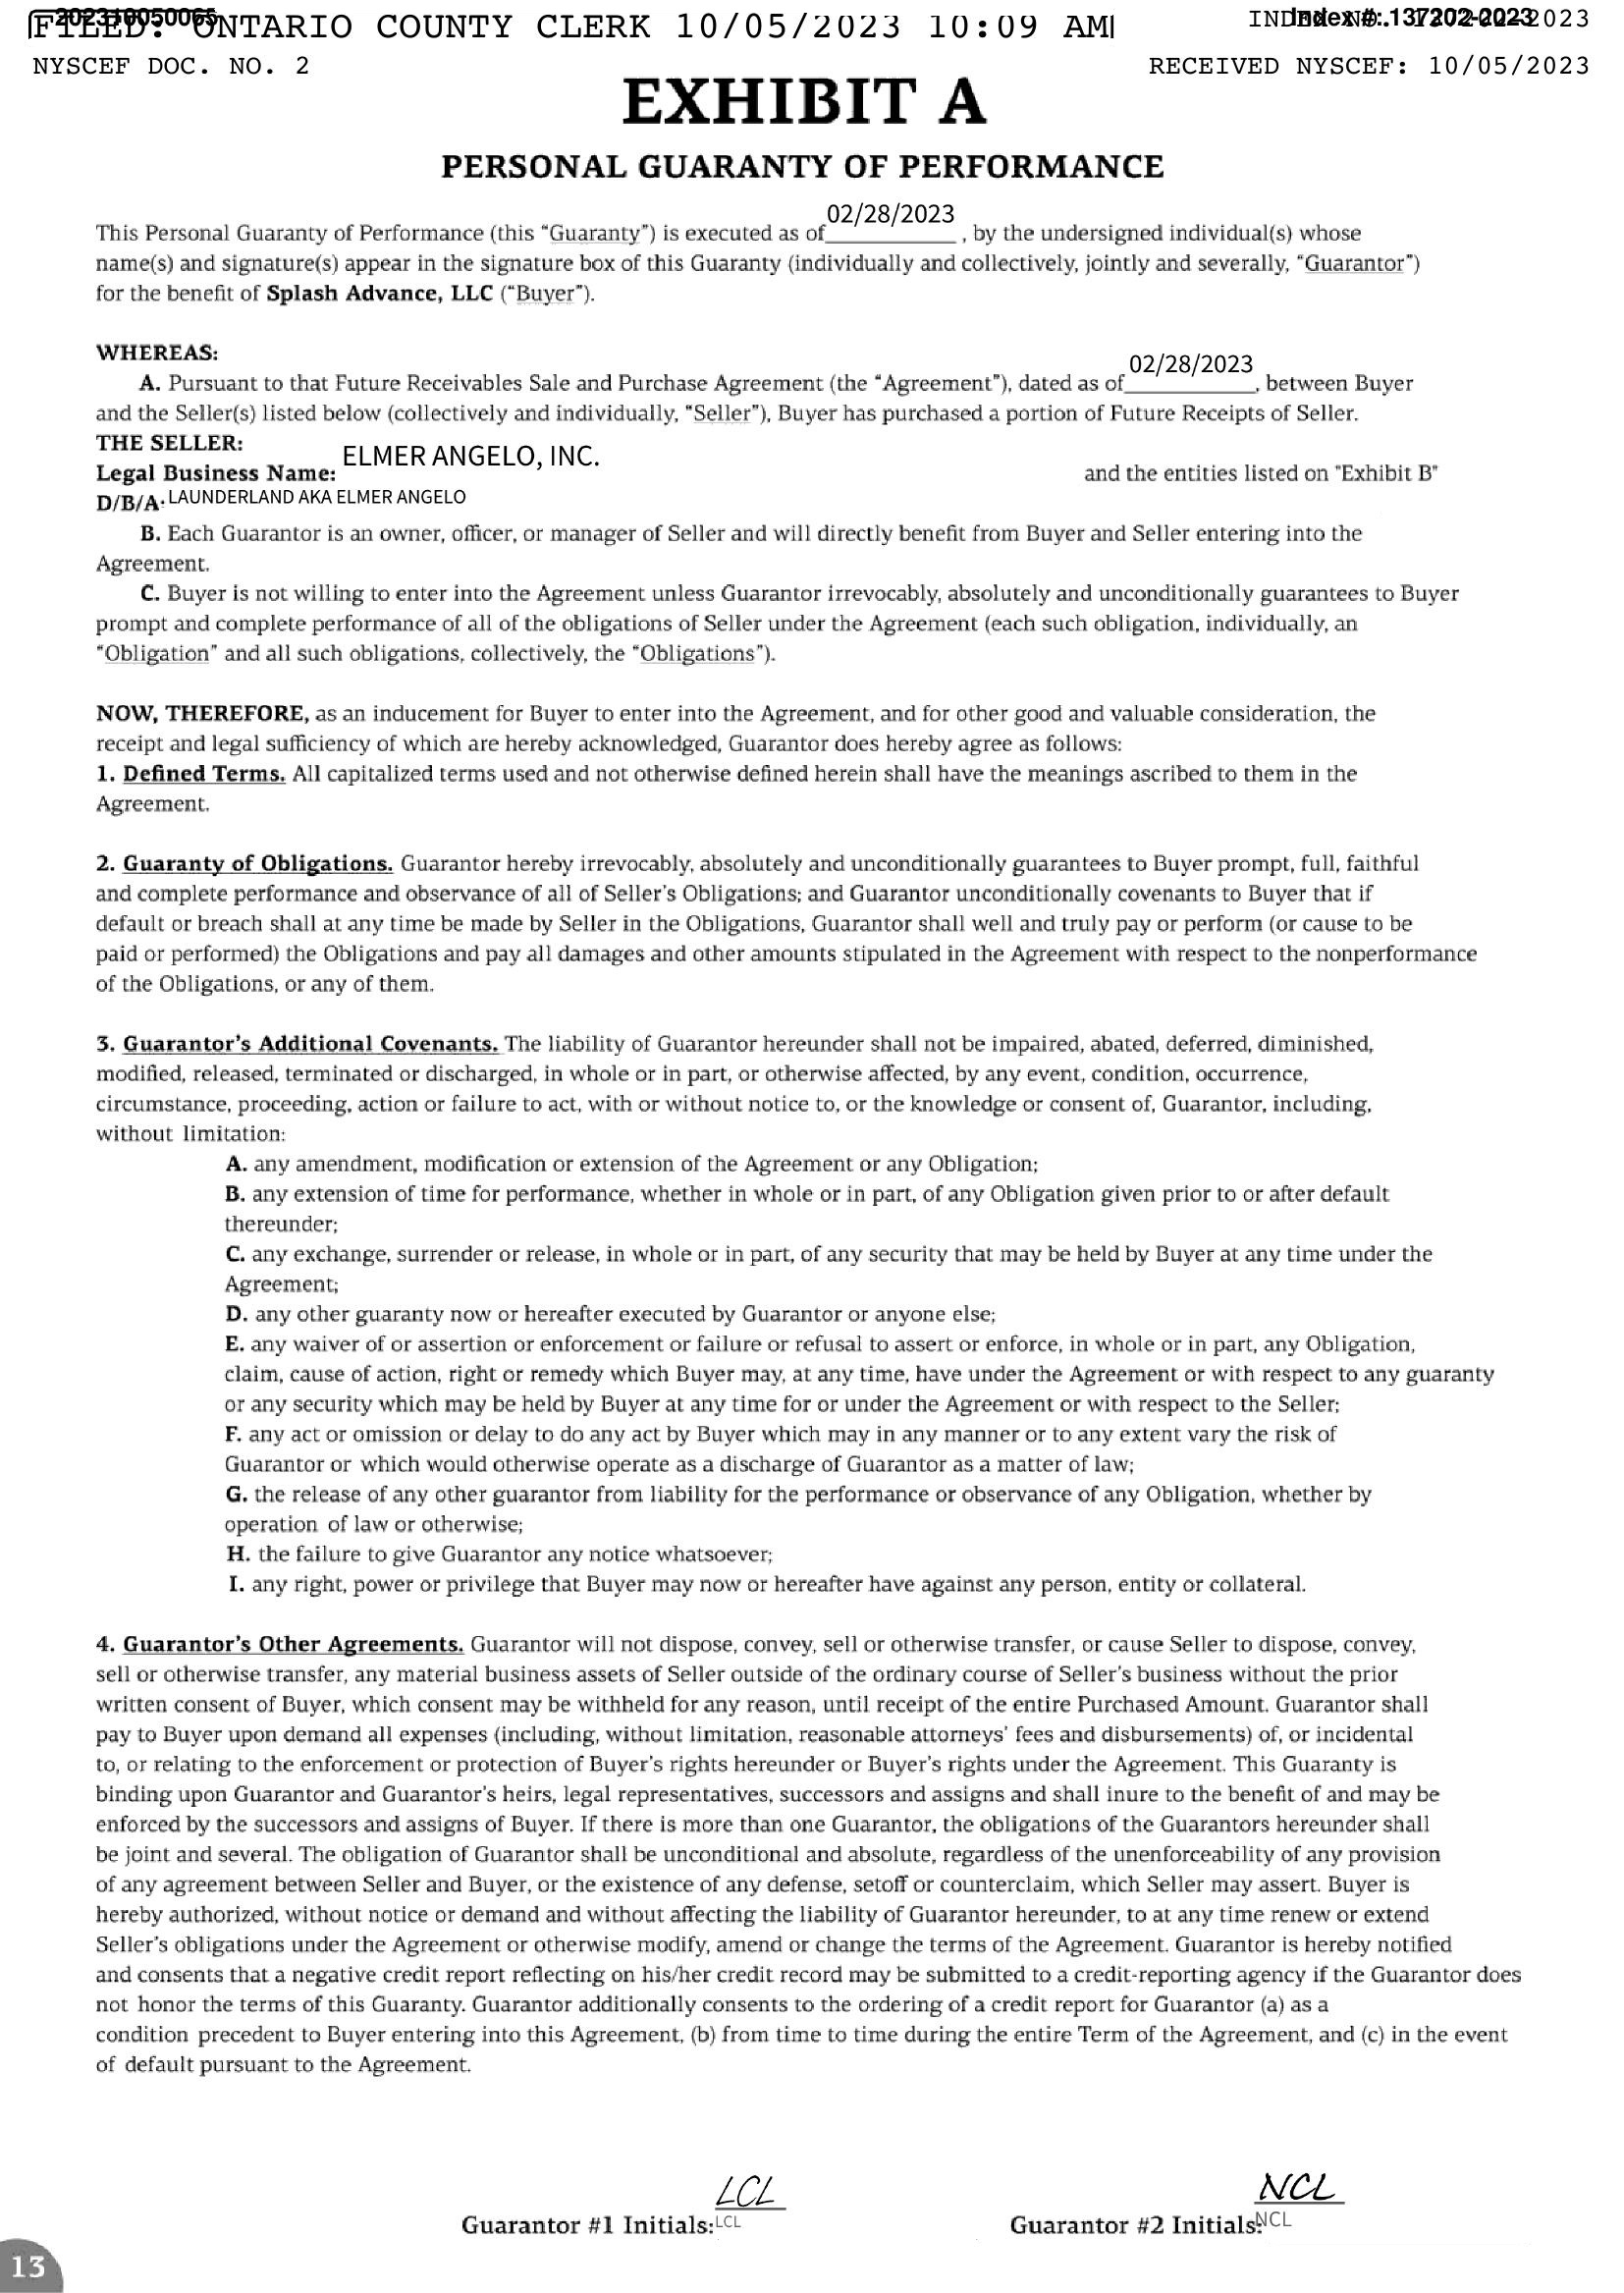 202310050065
FILED: ONTARIO COUNTY CLERK 10/05/2023 10:09 AM
INDEX NO. 137202-2023
Index #: 137202-2023
NYSCEF DOC. NO. 2
RECEIVED NYSCEF: 10/05/2023
EXHIBIT A
PERSONAL GUARANTY OF PERFORMANCE
This Personal Guaranty of Performance (this “Guaranty”) is executed as of 02/28/2023 , by the undersigned individual(s) whose
name(s) and signature(s) appear in the signature box of this Guaranty (individually and collectively, jointly and severally, “Guarantor”)
for the benefit of Splash Advance, LLC (“Buyer”).
WHEREAS:
A. Pursuant to that Future Receivables Sale and Purchase Agreement (the “Agreement”), dated as of 02/28/2023, between Buyer
and the Seller(s) listed below (collectively and individually, “Seller”), Buyer has purchased a portion of Future Receipts of Seller.
THE SELLER:
Legal Business Name: ELMER ANGELO, INC. and the entities listed on "Exhibit B"
D/B/A: LAUNDERLAND AKA ELMER ANGELO
B. Each Guarantor is an owner, officer, or manager of Seller and will directly benefit from Buyer and Seller entering into the
Agreement.
C. Buyer is not willing to enter into the Agreement unless Guarantor irrevocably, absolutely and unconditionally guarantees to Buyer
prompt and complete performance of all of the obligations of Seller under the Agreement (each such obligation, individually, an
“Obligation” and all such obligations, collectively, the “Obligations”).
NOW, THEREFORE, as an inducement for Buyer to enter into the Agreement, and for other good and valuable consideration, the
receipt and legal sufficiency of which are hereby acknowledged, Guarantor does hereby agree as follows:
1. Defined Terms. All capitalized terms used and not otherwise defined herein shall have the meanings ascribed to them in the
Agreement.
2. Guaranty of Obligations. Guarantor hereby irrevocably, absolutely and unconditionally guarantees to Buyer prompt, full, faithful
and complete performance and observance of all of Seller’s Obligations; and Guarantor unconditionally covenants to Buyer that if
default or breach shall at any time be made by Seller in the Obligations, Guarantor shall well and truly pay or perform (or cause to be
paid or performed) the Obligations and pay all damages and other amounts stipulated in the Agreement with respect to the nonperformance
of the Obligations, or any of them.
3. Guarantor’s Additional Covenants. The liability of Guarantor hereunder shall not be impaired, abated, deferred, diminished,
modified, released, terminated or discharged, in whole or in part, or otherwise affected, by any event, condition, occurrence,
circumstance, proceeding, action or failure to act, with or without notice to, or the knowledge or consent of, Guarantor, including,
without limitation:
A. any amendment, modification or extension of the Agreement or any Obligation;
B. any extension of time for performance, whether in whole or in part, of any Obligation given prior to or after default
thereunder;
C. any exchange, surrender or release, in whole or in part, of any security that may be held by Buyer at any time under the
Agreement;
D. any other guaranty now or hereafter executed by Guarantor or anyone else;
E. any waiver of or assertion or enforcement or failure or refusal to assert or enforce, in whole or in part, any Obligation,
claim, cause of action, right or remedy which Buyer may, at any time, have under the Agreement or with respect to any guaranty
or any security which may be held by Buyer at any time for or under the Agreement or with respect to the Seller;
F. any act or omission or delay to do any act by Buyer which may in any manner or to any extent vary the risk of
Guarantor or which would otherwise operate as a discharge of Guarantor as a matter of law;
G. the release of any other guarantor from liability for the performance or observance of any Obligation, whether by
operation of law or otherwise;
H. the failure to give Guarantor any notice whatsoever;
I. any right, power or privilege that Buyer may now or hereafter have against any person, entity or collateral.
4. Guarantor’s Other Agreements. Guarantor will not dispose, convey, sell or otherwise transfer, or cause Seller to dispose, convey,
sell or otherwise transfer, any material business assets of Seller outside of the ordinary course of Seller’s business without the prior
written consent of Buyer, which consent may be withheld for any reason, until receipt of the entire Purchased Amount. Guarantor shall
pay to Buyer upon demand all expenses (including, without limitation, reasonable attorneys’ fees and disbursements) of, or incidental
to, or relating to the enforcement or protection of Buyer’s rights hereunder or Buyer’s rights under the Agreement. This Guaranty is
binding upon Guarantor and Guarantor’s heirs, legal representatives, successors and assigns and shall inure to the benefit of and may be
enforced by the successors and assigns of Buyer. If there is more than one Guarantor, the obligations of the Guarantors hereunder shall
be joint and several. The obligation of Guarantor shall be unconditional and absolute, regardless of the unenforceability of any provision
of any agreement between Seller and Buyer, or the existence of any defense, setoff or counterclaim, which Seller may assert. Buyer is
hereby authorized, without notice or demand and without affecting the liability of Guarantor hereunder, to at any time renew or extend
Seller’s obligations under the Agreement or otherwise modify, amend or change the terms of the Agreement. Guarantor is hereby notified
and consents that a negative credit report reflecting on his/her credit record may be submitted to a credit-reporting agency if the Guarantor does
not honor the terms of this Guaranty. Guarantor additionally consents to the ordering of a credit report for Guarantor (a) as a
condition precedent to Buyer entering into this Agreement, (b) from time to time during the entire Term of the Agreement, and (c) in the event
of default pursuant to the Agreement.
LCL NCL
Guarantor #1 Initials: LCL Guarantor #2 Initials: NCL
13